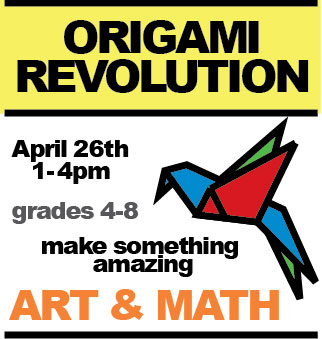 ORIGAMI
REVOLUTION
April 26th
1-4pm
grades 4-8
make something
amazing
ART & MATH